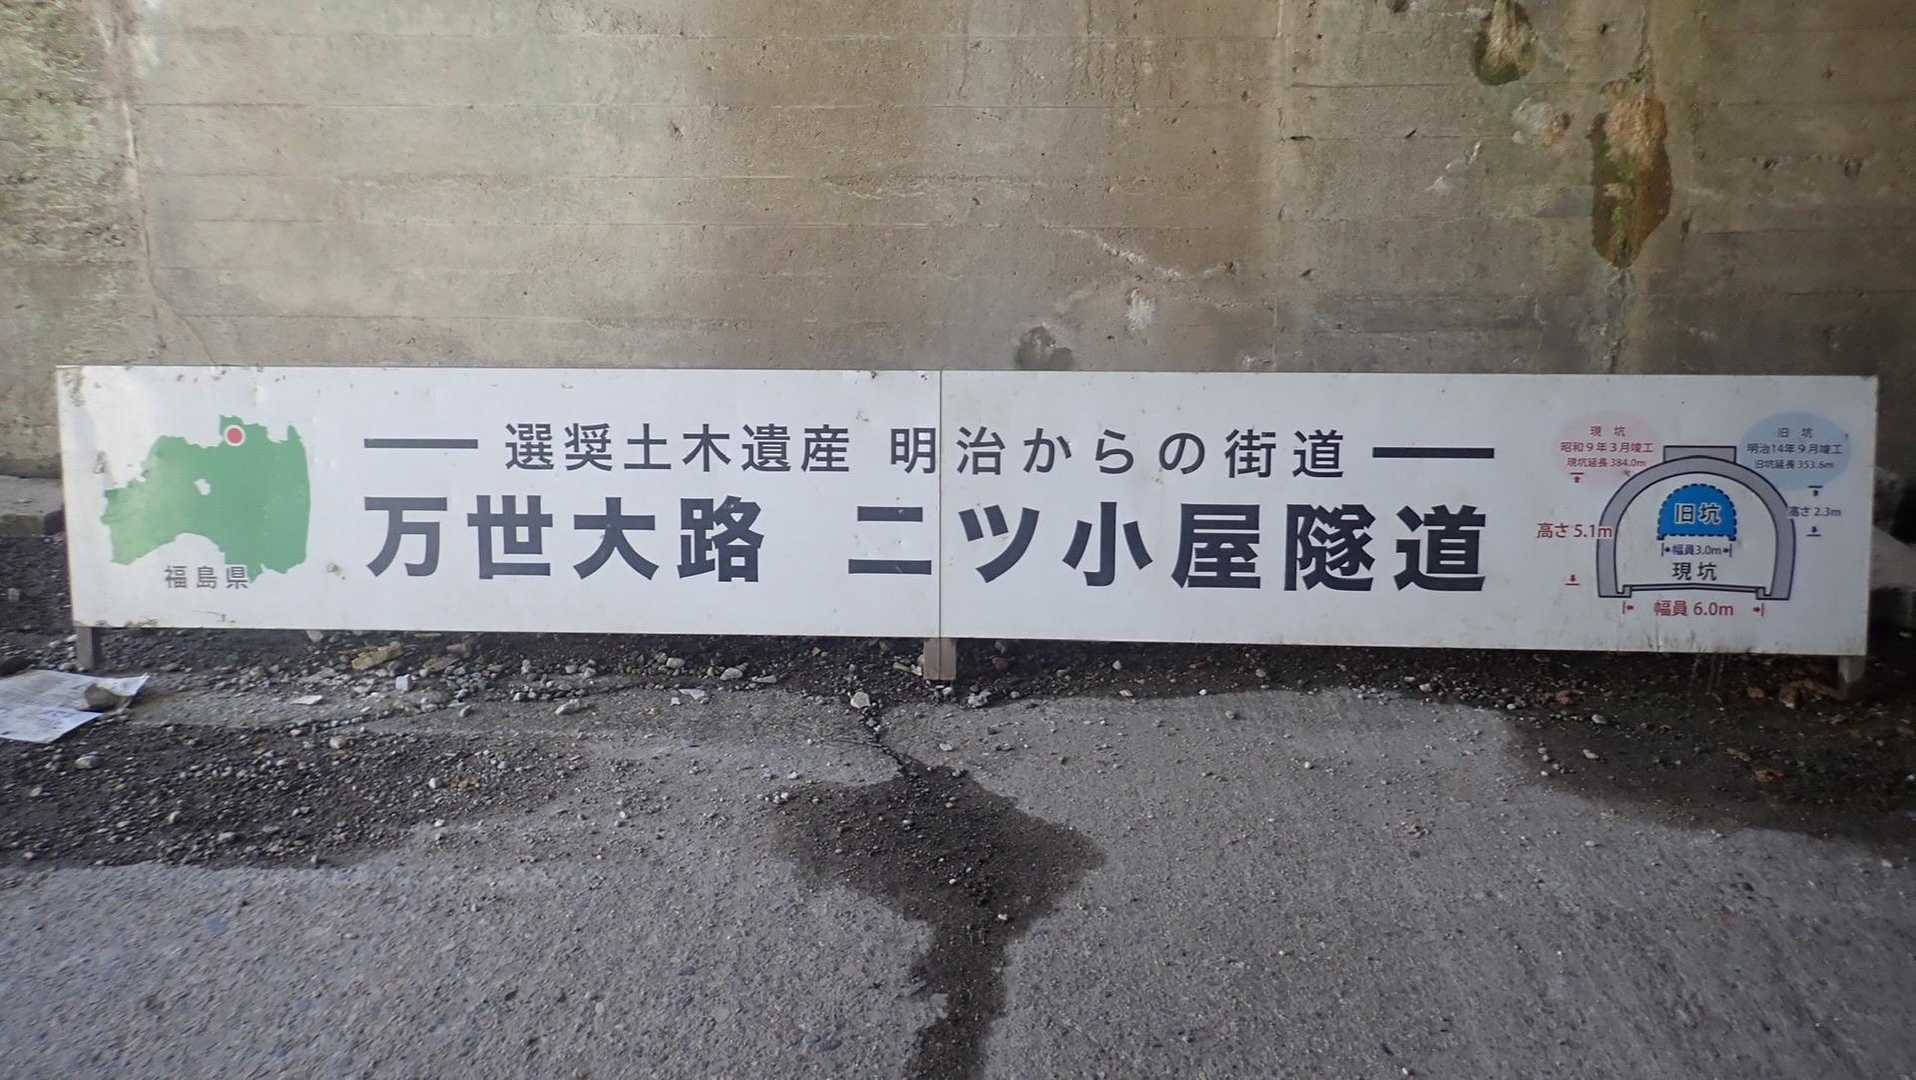 福島県
選奨土木遺産 明治からの街道
万世大路 二ツ小屋隧道
現坑
昭和9年3月竣工
現坑延長384.0m
旧坑
明治14年9月竣工
旧坑延長353.6m
高さ5.1m
旧坑
高さ2.3m
幅員3.0m
現坑
幅員6.0m